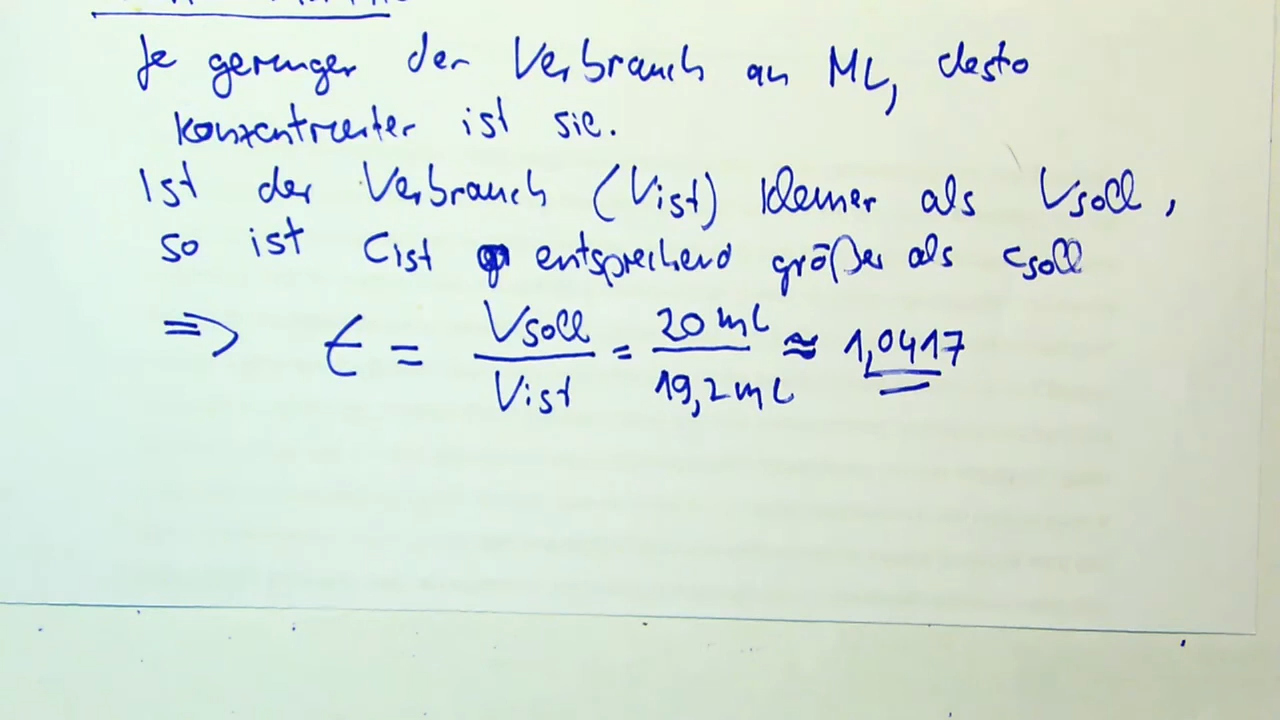 Je geringer der Verbrauch an ML, desto
konzentrierter ist sie.
Ist der Verbrauch (Vist) kleiner als Vsoll,
so ist Cist entsprechend größer als csoll
=> t = Vsoll / Vist = 20 mL / 19,2 mL ≈ 1,0417